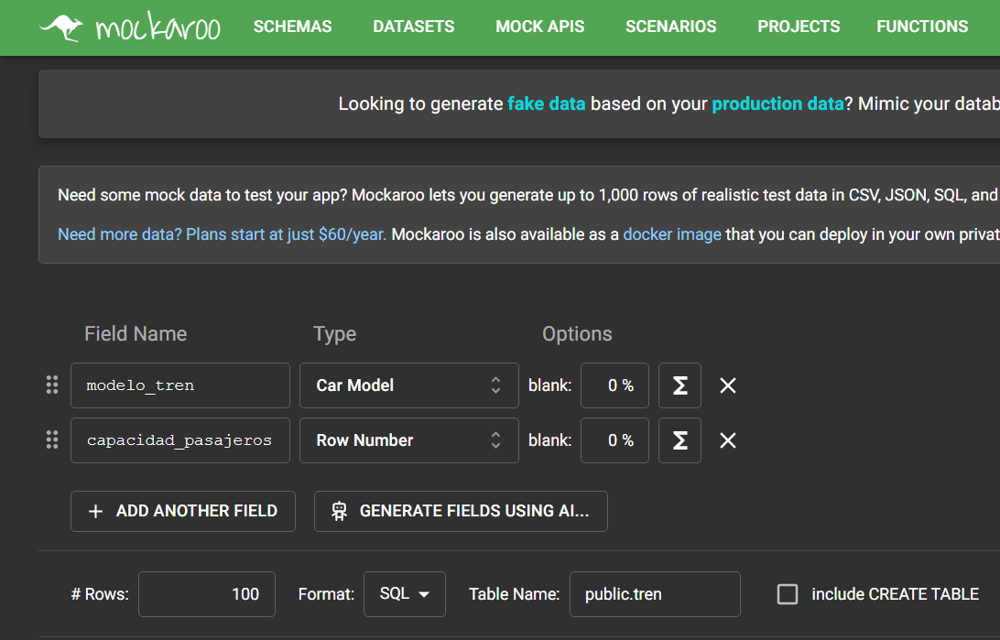 mockaroo SCHEMAS DATASETS MOCK APIS SCENARIOS PROJECTS FUNCTIONS
Looking to generate fake data based on your production data? Mimic your datab
Need some mock data to test your app? Mockaroo lets you generate up to 1,000 rows of realistic test data in CSV, JSON, SQL, and
Need more data? Plans start at just $60/year. Mockaroo is also available as a docker image that you can deploy in your own privat
Field Name Type Options
modelo_tren Car Model blank: 0 % Σ
capacidad_pasajeros Row Number blank: 0 % Σ
+ ADD ANOTHER FIELD GENERATE FIELDS USING AI...
# Rows: 100 Format: SQL Table Name: public.tren include CREATE TABLE